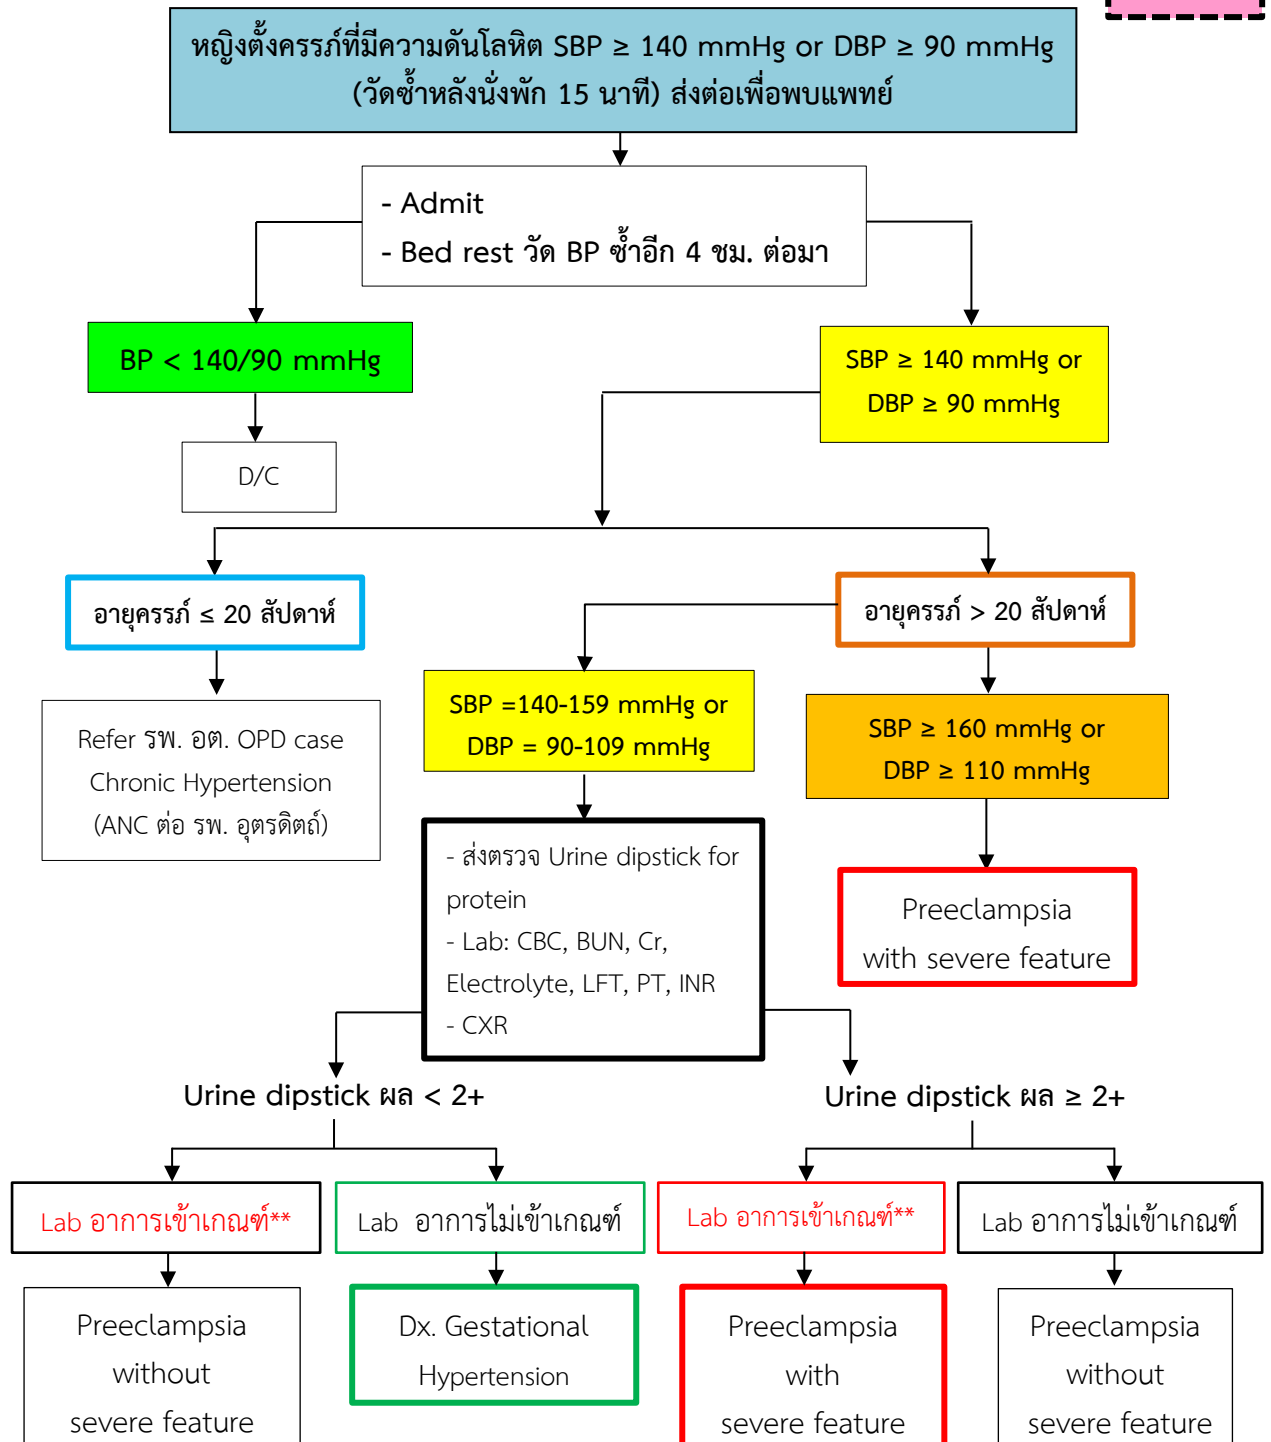 หญิงตั้งครรภ์ที่มีความดันโลหิต SBP ≥ 140 mmHg or DBP ≥ 90 mmHg
(วัดซ้ำหลังนั่งพัก 15 นาที) ส่งต่อเพื่อพบแพทย์
- Admit
- Bed rest วัด BP ซ้ำอีก 4 ชม. ต่อมา
BP < 140/90 mmHg
SBP ≥ 140 mmHg or
DBP ≥ 90 mmHg
D/C
อายุครรภ์ ≤ 20 สัปดาห์
อายุครรภ์ > 20 สัปดาห์
Refer รพ. อต. OPD case
Chronic Hypertension
(ANC ต่อ รพ. อุตรดิตถ์)
SBP =140-159 mmHg or
DBP = 90-109 mmHg
SBP ≥ 160 mmHg or
DBP ≥ 110 mmHg
- ส่งตรวจ Urine dipstick for
protein
- Lab: CBC, BUN, Cr,
Electrolyte, LFT, PT, INR
- CXR
Preeclampsia
with severe feature
Urine dipstick ผล < 2+
Urine dipstick ผล ≥ 2+
Lab อาการเข้าเกณฑ์**
Lab อาการไม่เข้าเกณฑ์
Lab อาการเข้าเกณฑ์**
Lab อาการไม่เข้าเกณฑ์
Preeclampsia
without
severe feature
Dx. Gestational
Hypertension
Preeclampsia
with
severe feature
Preeclampsia
without
severe feature